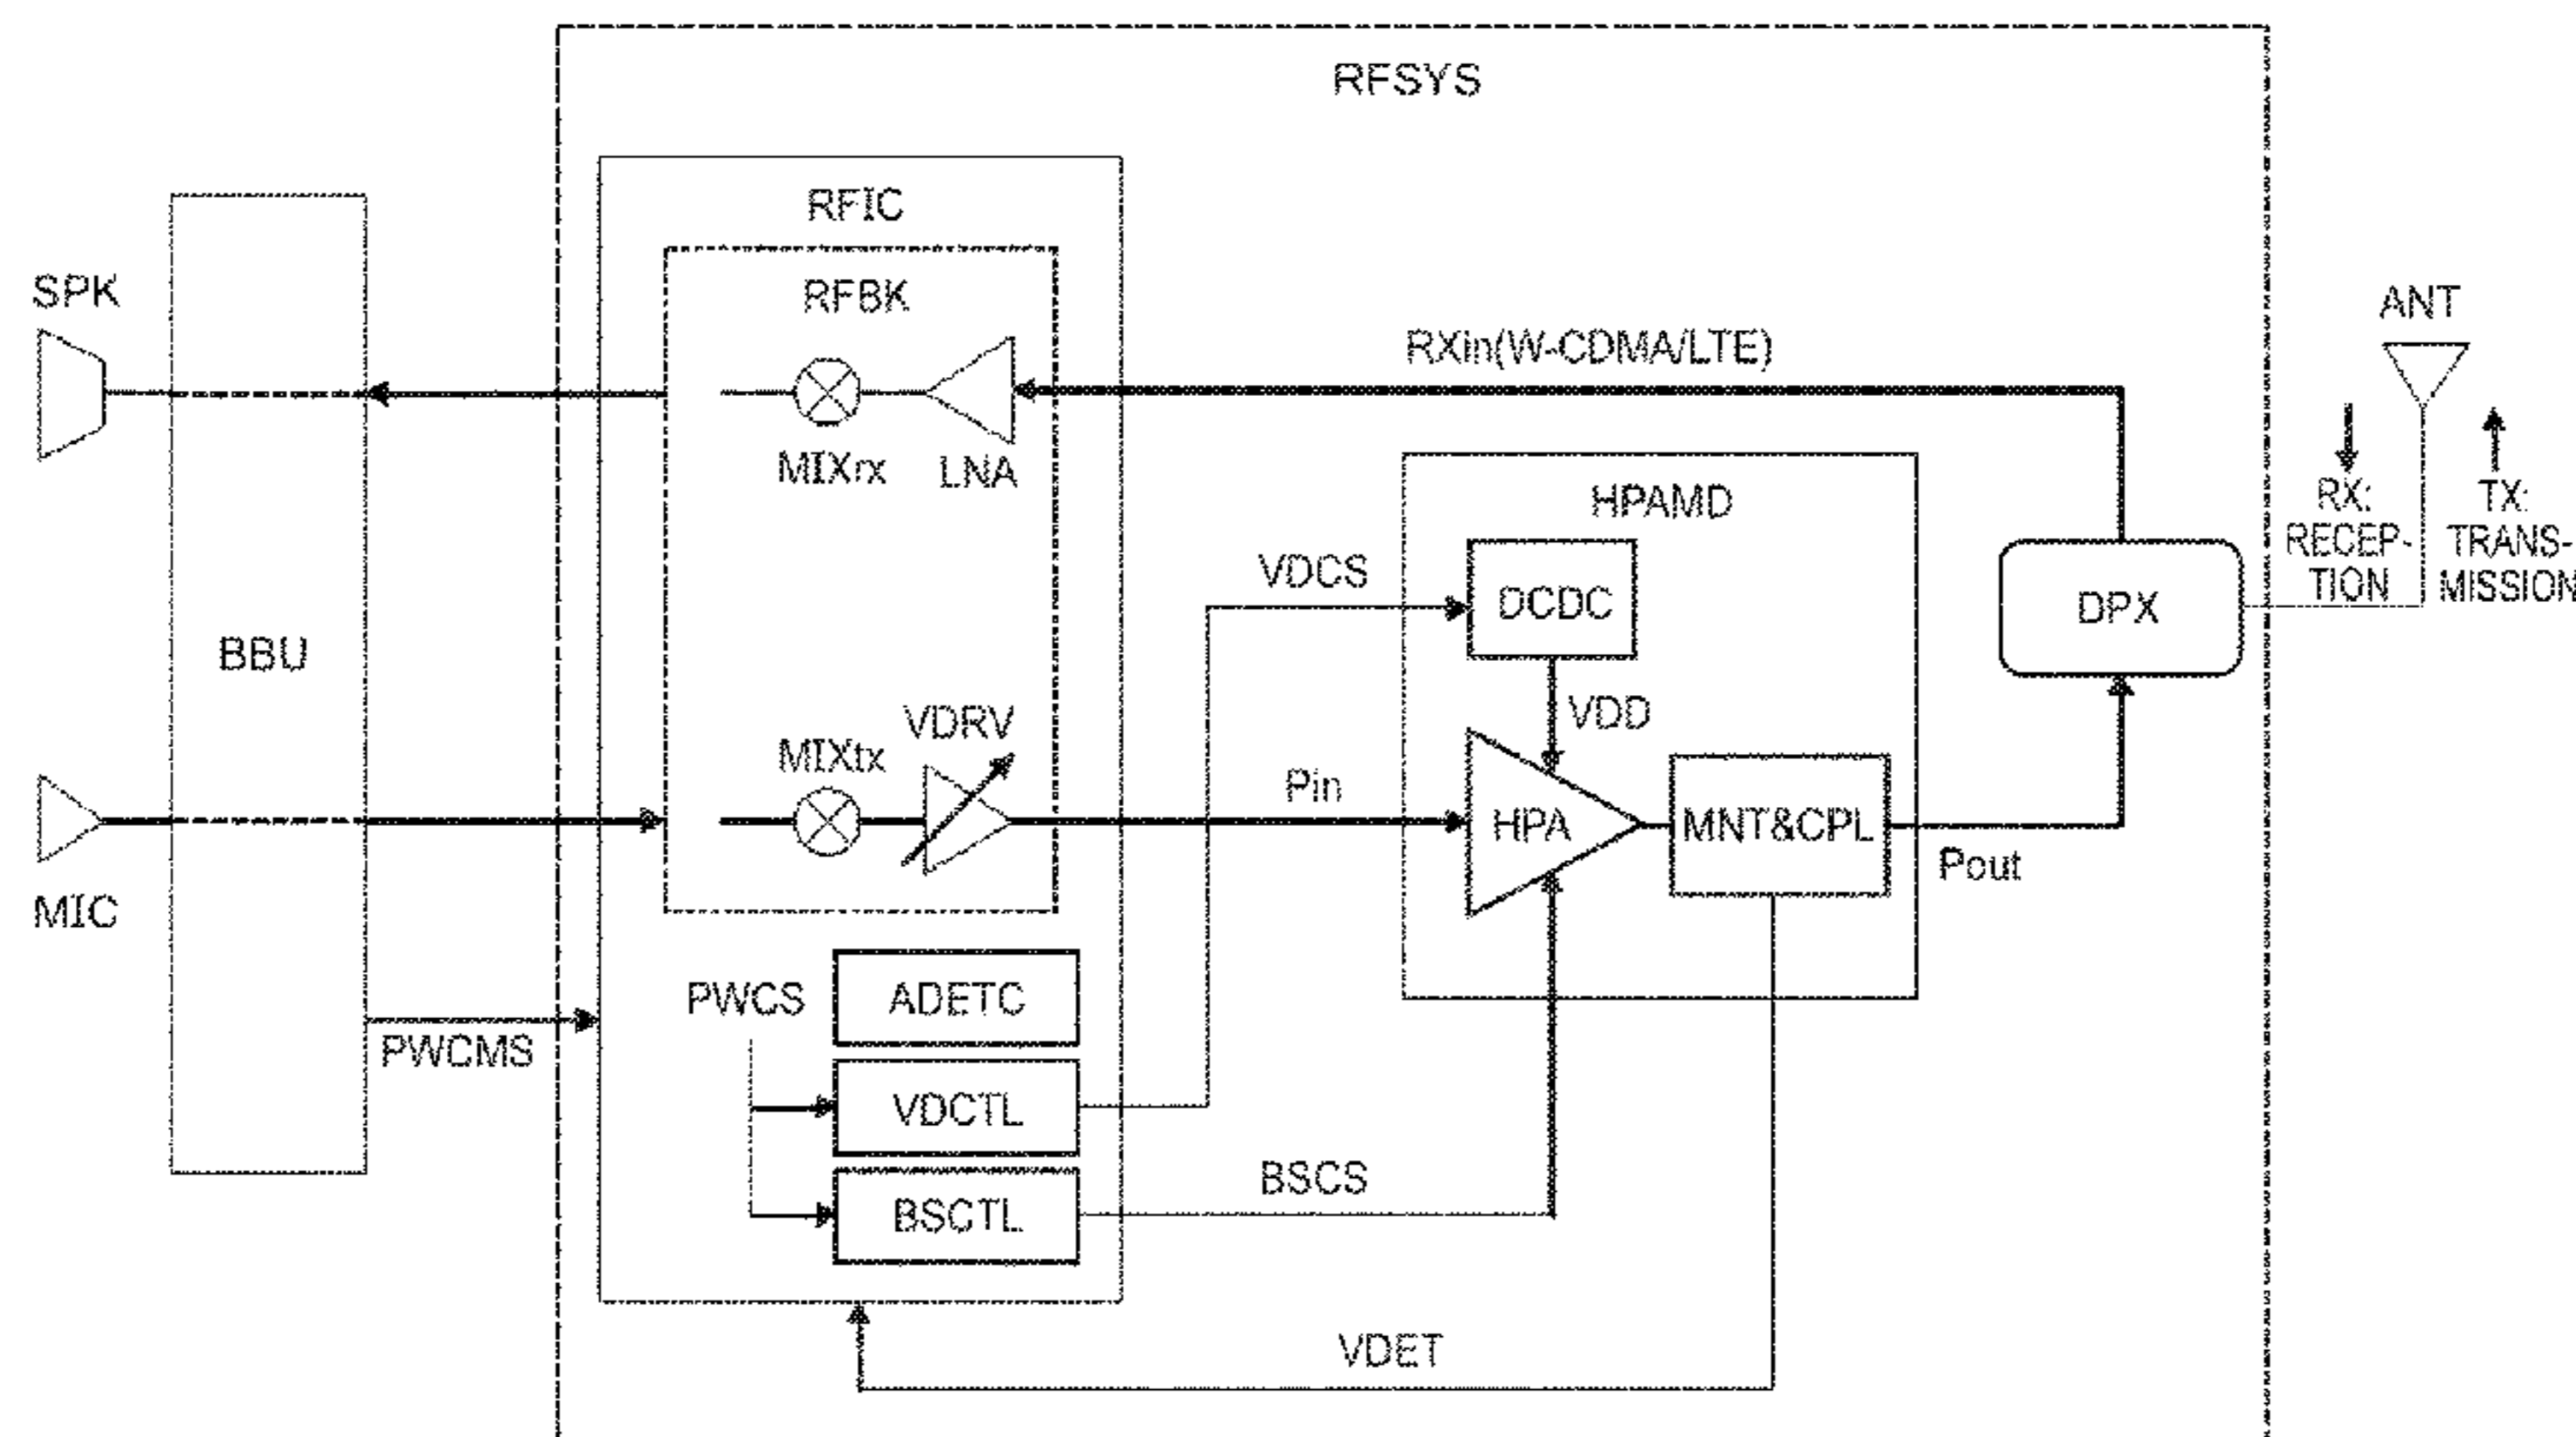 RFSYS
RFIC
RFBK
SPK
ANT
RXin(W-CDMA/LTE)
MIXrx
LNA
HPAMD
RX:
RECEP-
TION
TX:
TRANS-
MISSION
VDCS
DCDC
DPX
BBU
VDD
VDRV
MIXtx
Pin
HPA
MNT&CPL
Pout
MIC
PWCS
ADETC
PWCMS
VDCTL
BSCS
BSCTL
VDET